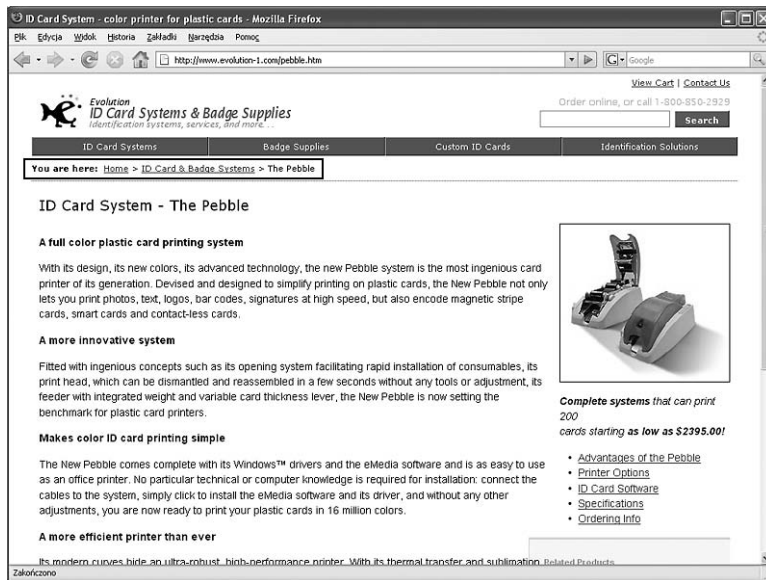 ID Card System - color printer for plastic cards - Mozilla Firefox
Plik Edycja Widok Historia Zakładki Narzędzia Pomoc
http://www.evolution-1.com/pebble.htm
Google
View Cart | Contact Us
Evolution
ID Card Systems & Badge Supplies
Identification systems, services, and more...
Order online, or call 1-800-850-2929
Search
ID Card Systems Badge Supplies Custom ID Cards Identification Solutions
You are here: Home > ID Card & Badge Systems > The Pebble
ID Card System - The Pebble
A full color plastic card printing system
With its design, its new colors, its advanced technology, the new Pebble system is the most ingenious card
printer of its generation. Devised and designed to simplify printing on plastic cards, the New Pebble not only
lets you print photos, text, logos, bar codes, signatures at high speed, but also encode magnetic stripe
cards, smart cards and contact-less cards.
A more innovative system
Fitted with ingenious concepts such as its opening system facilitating rapid installation of consumables, its
print head, which can be dismantled and reassembled in a few seconds without any tools or adjustment, its
feeder with integrated weight and variable card thickness lever, the New Pebble is now setting the
benchmark for plastic card printers.
Makes color ID card printing simple
The New Pebble comes complete with its Windows™ drivers and the eMedia software and is as easy to use
as an office printer. No particular technical or computer knowledge is required for installation: connect the
cables to the system, simply click to install the eMedia software and its driver, and without any other
adjustments, you are now ready to print your plastic cards in 16 million colors.
A more efficient printer than ever
Its modern curves hide an ultra-robust, high-performance printer. With its thermal transfer and sublimation
Complete systems that can print
200
cards starting as low as $2395.00!
• Advantages of the Pebble
• Printer Options
• ID Card Software
• Specifications
• Ordering Info
Related Products
Zakończono